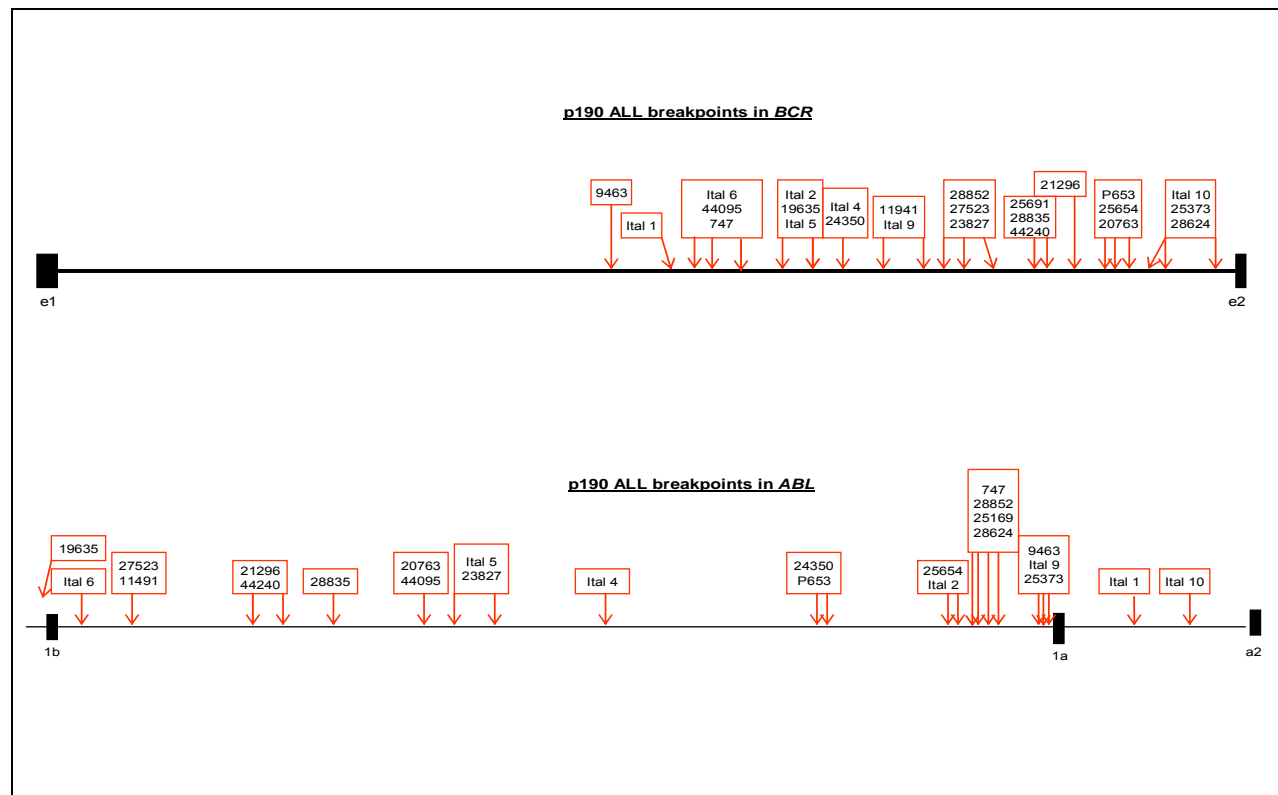 p190 ALL breakpoints in BCR
9463
Ital 1
Ital 6
44095
747
Ital 2
19635
Ital 5
Ital 4
24350
11941
Ital 9
28852
27523
23827
25691
28835
44240
21296
P653
25654
20763
Ital 10
25373
28624
e1
e2
p190 ALL breakpoints in ABL
19635
Ital 6
27523
11491
21296
44240
28835
20763
44095
Ital 5
23827
Ital 4
24350
P653
25654
Ital 2
747
28852
25169
28624
9463
Ital 9
25373
Ital 1
Ital 10
1b
1a
a2